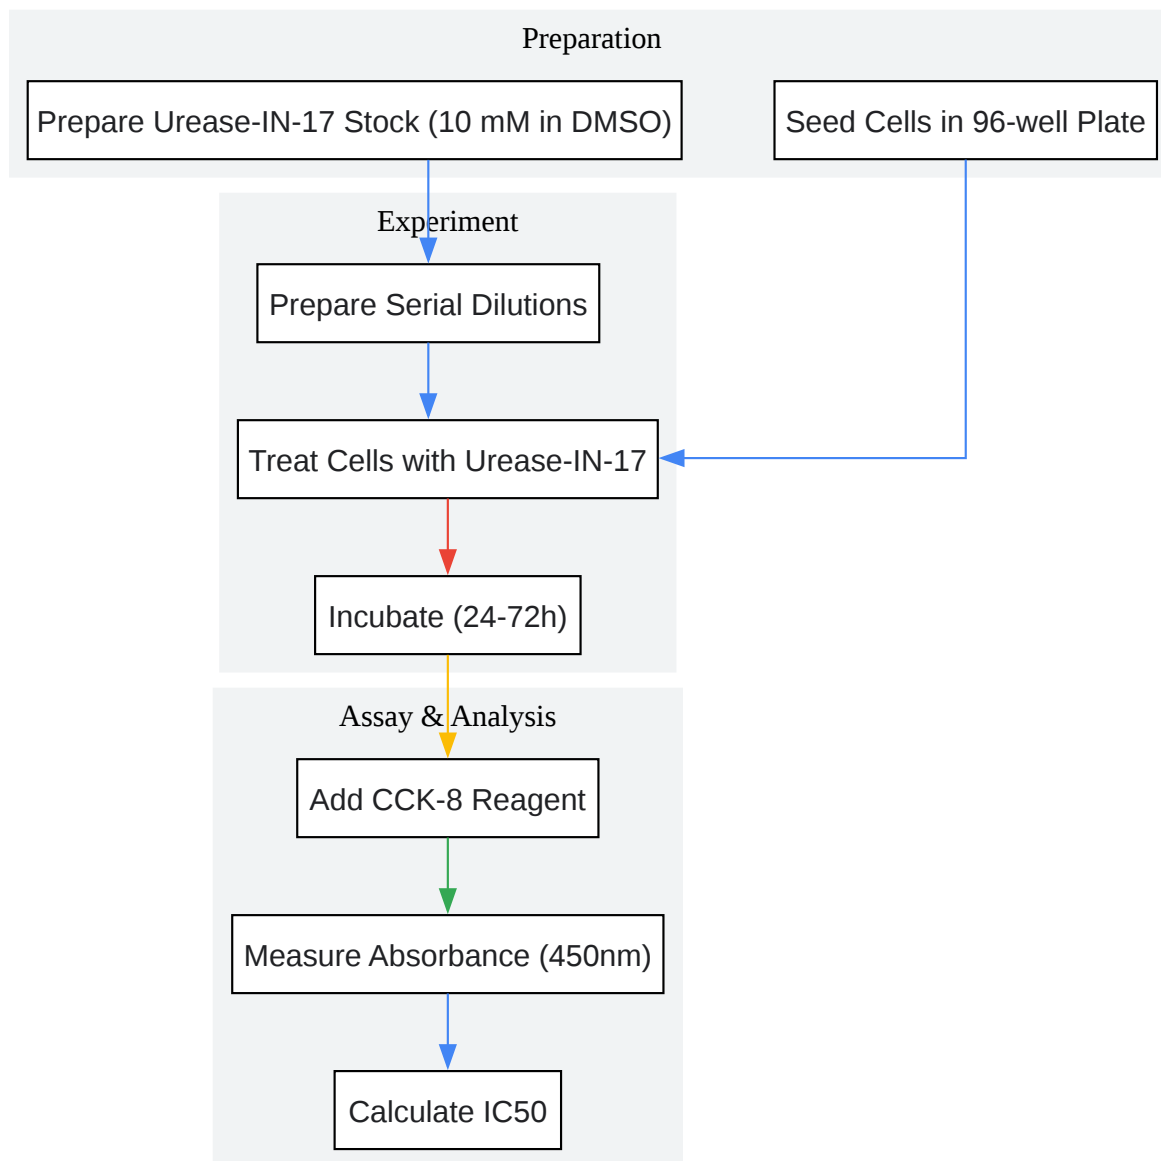 Preparation
Prepare Urease-IN-17 Stock (10 mM in DMSO)
Seed Cells in 96-well Plate
Experiment
Prepare Serial Dilutions
Treat Cells with Urease-IN-17
Incubate (24-72h)
Assay & Analysis
Add CCK-8 Reagent
Measure Absorbance (450nm)
Calculate IC50